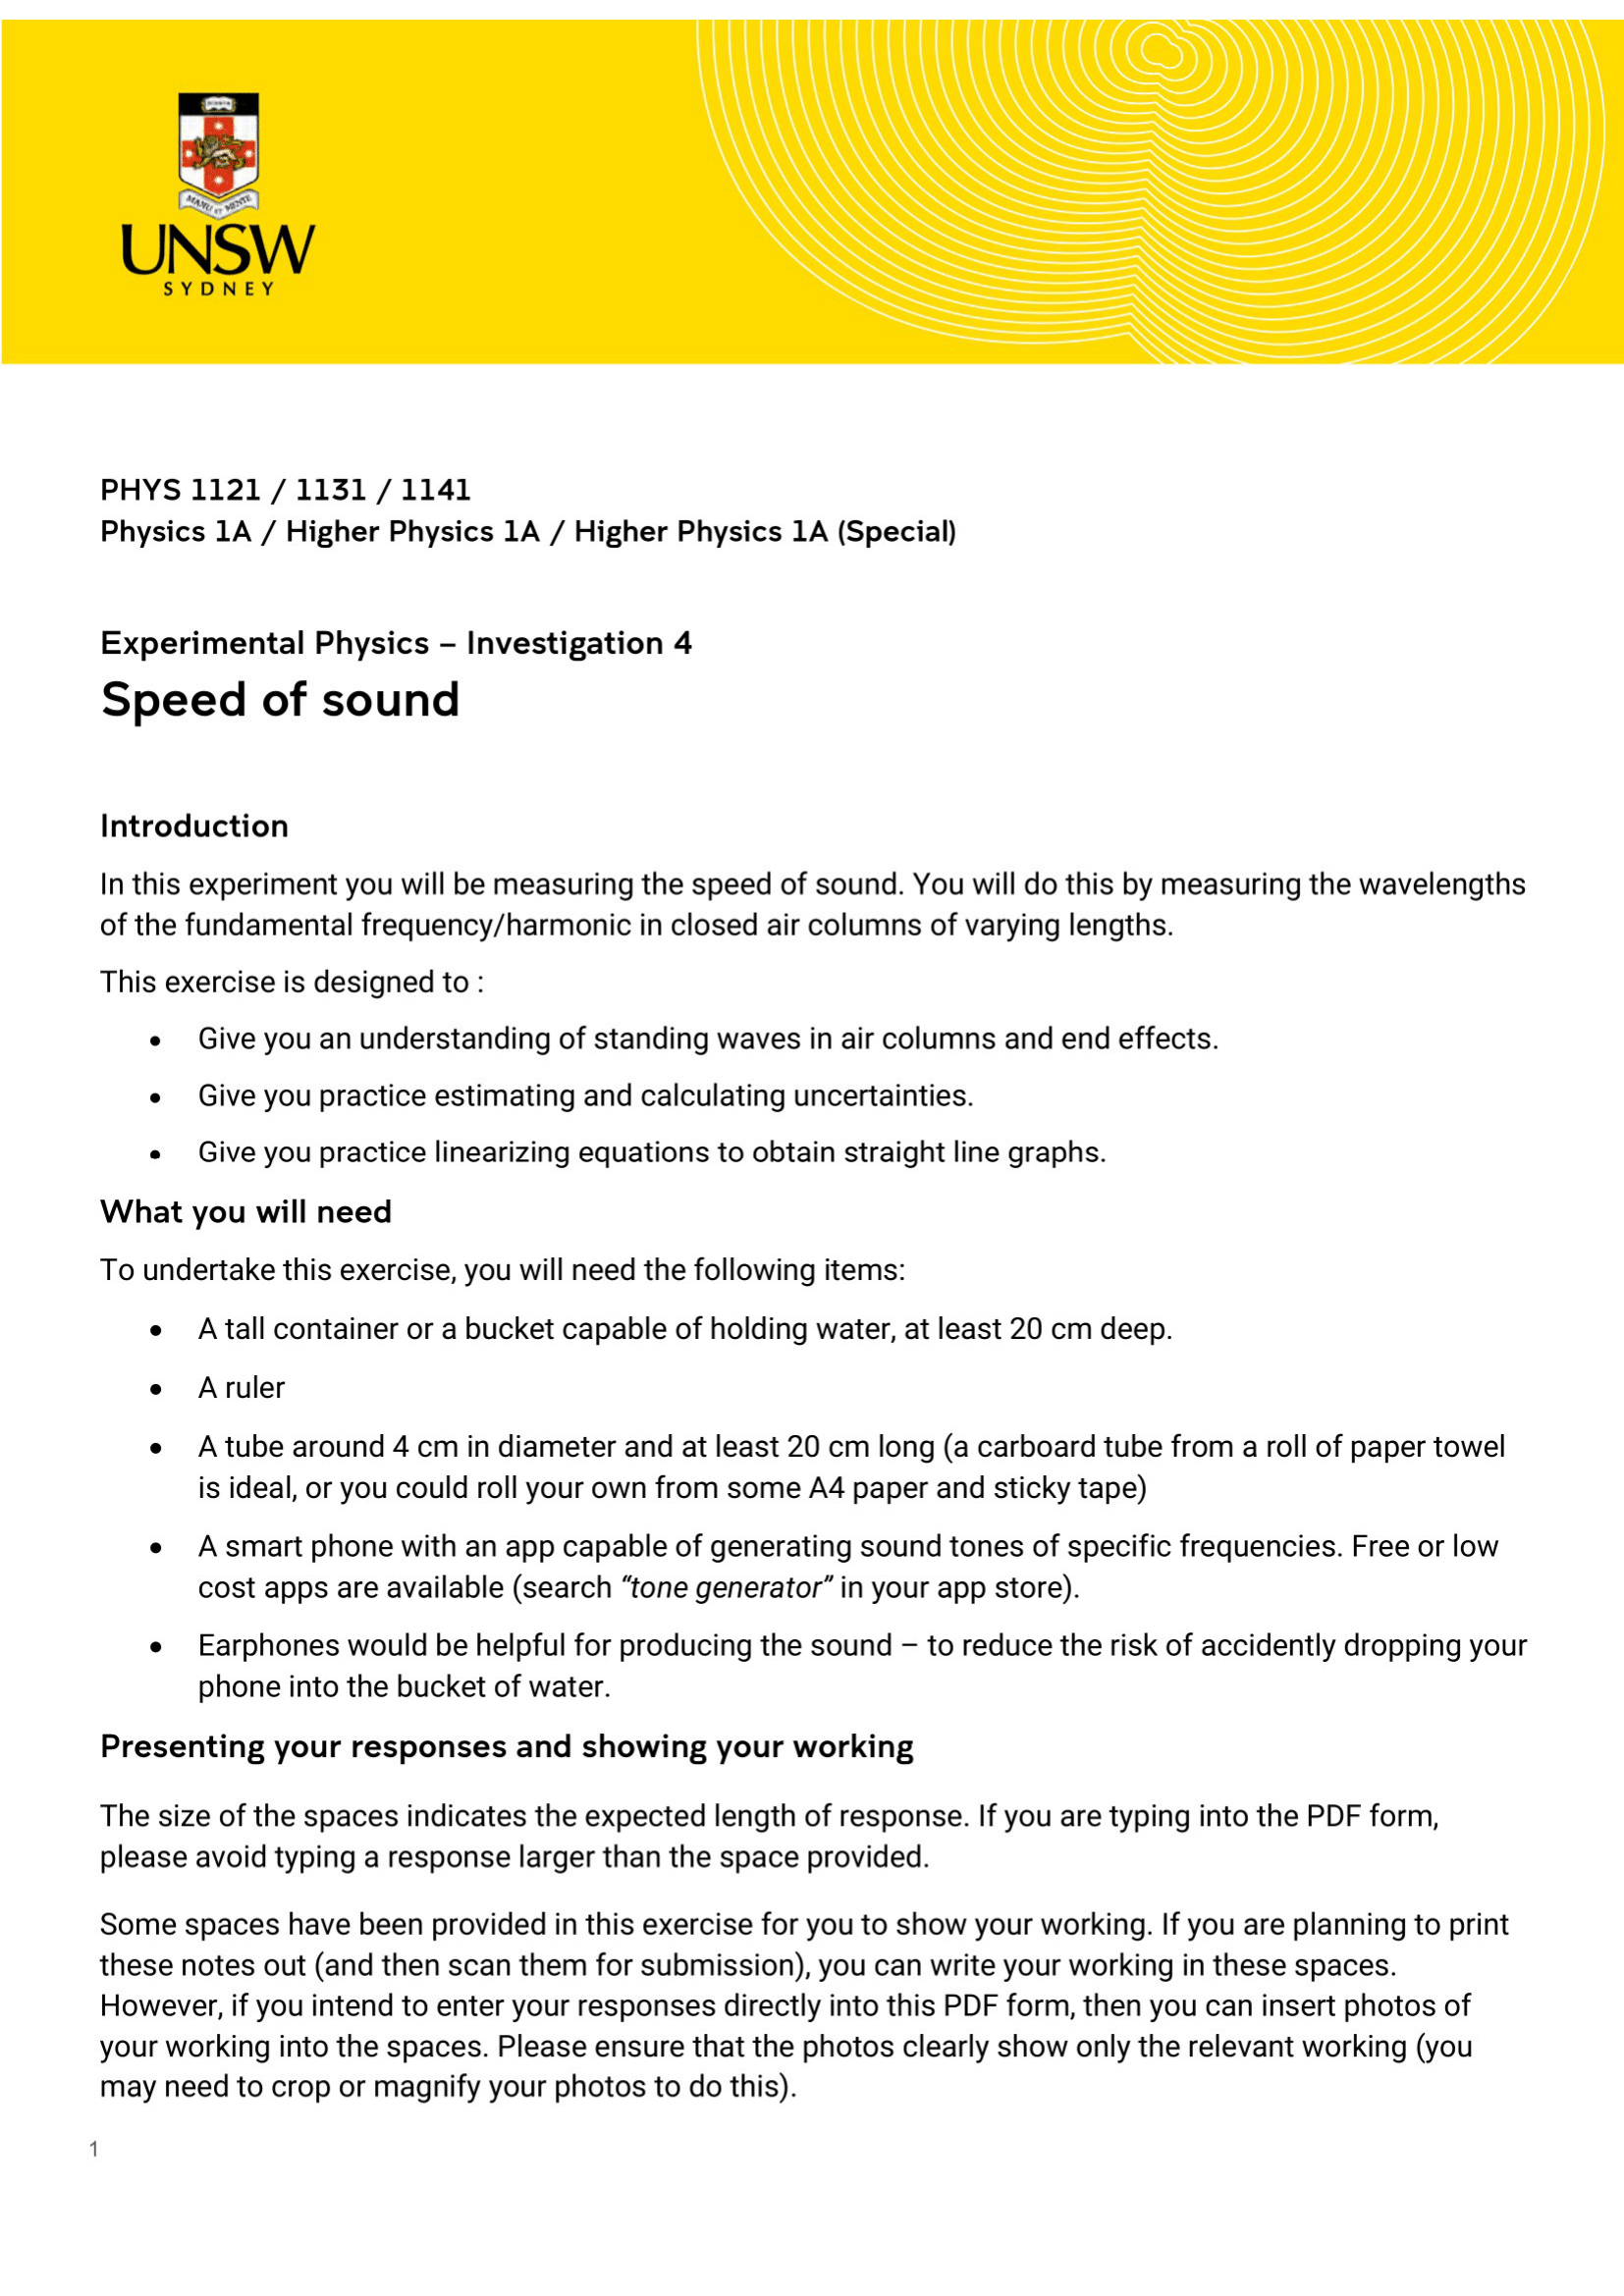 MANU ET MENTE
UNSW
SYDNEY
PHYS 1121 / 1131 / 1141
Physics 1A / Higher Physics 1A / Higher Physics 1A (Special)
Experimental Physics – Investigation 4
Speed of sound
Introduction
In this experiment you will be measuring the speed of sound. You will do this by measuring the wavelengths
of the fundamental frequency/harmonic in closed air columns of varying lengths.
This exercise is designed to :
• Give you an understanding of standing waves in air columns and end effects.
• Give you practice estimating and calculating uncertainties.
• Give you practice linearizing equations to obtain straight line graphs.
What you will need
To undertake this exercise, you will need the following items:
• A tall container or a bucket capable of holding water, at least 20 cm deep.
• A ruler
• A tube around 4 cm in diameter and at least 20 cm long (a carboard tube from a roll of paper towel
is ideal, or you could roll your own from some A4 paper and sticky tape)
• A smart phone with an app capable of generating sound tones of specific frequencies. Free or low
cost apps are available (search “tone generator” in your app store).
• Earphones would be helpful for producing the sound – to reduce the risk of accidently dropping your
phone into the bucket of water.
Presenting your responses and showing your working
The size of the spaces indicates the expected length of response. If you are typing into the PDF form,
please avoid typing a response larger than the space provided.
Some spaces have been provided in this exercise for you to show your working. If you are planning to print
these notes out (and then scan them for submission), you can write your working in these spaces.
However, if you intend to enter your responses directly into this PDF form, then you can insert photos of
your working into the spaces. Please ensure that the photos clearly show only the relevant working (you
may need to crop or magnify your photos to do this).
1